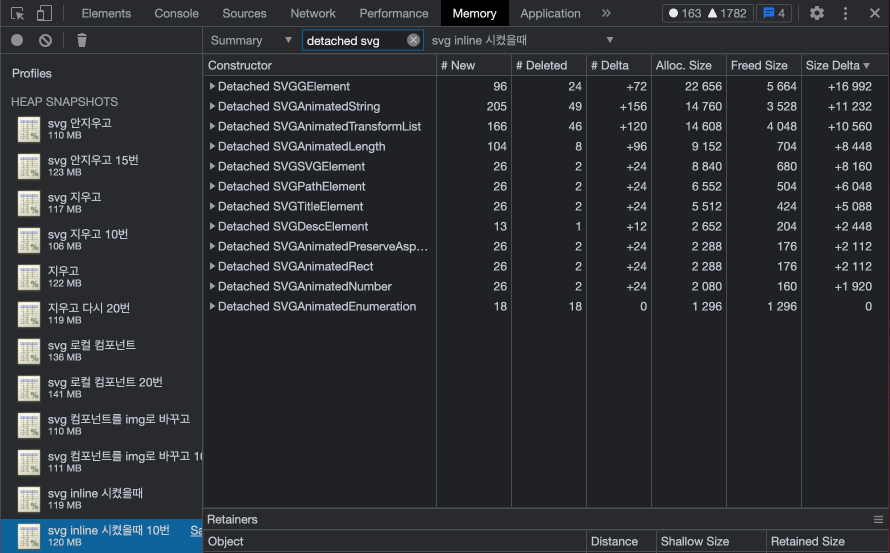 Elements Console Sources Network Performance Memory Application » 163 1782 4
Summary ▼ detached svg svg inline 시켰을때 ▼
Profiles
HEAP SNAPSHOTS
svg 안지우고
110 MB
svg 안지우고 15번
123 MB
svg 지우고
117 MB
svg 지우고 10번
106 MB
지우고
122 MB
지우고 다시 20번
119 MB
svg 로컬 컴포넌트
136 MB
svg 로컬 컴포넌트 20번
141 MB
svg 컴포넌트를 img로 바꾸고
110 MB
svg 컴포넌트를 img로 바꾸고 10
111 MB
svg inline 시켰을때
119 MB
svg inline 시켰을때 10번 Sa
120 MB
Constructor # New # Deleted # Delta Alloc. Size Freed Size Size Delta ▼
Detached SVGGElement 96 24 +72 22 656 5 664 +16 992
Detached SVGAnimatedString 205 49 +156 14 760 3 528 +11 232
Detached SVGAnimatedTransformList 166 46 +120 14 608 4 048 +10 560
Detached SVGAnimatedLength 104 8 +96 9 152 704 +8 448
Detached SVGSVGElement 26 2 +24 8 840 680 +8 160
Detached SVGPathElement 26 2 +24 6 552 504 +6 048
Detached SVGTitleElement 26 2 +24 5 512 424 +5 088
Detached SVGDescElement 13 1 +12 2 652 204 +2 448
Detached SVGAnimatedPreserveAsp… 26 2 +24 2 288 176 +2 112
Detached SVGAnimatedRect 26 2 +24 2 288 176 +2 112
Detached SVGAnimatedNumber 26 2 +24 2 080 160 +1 920
Detached SVGAnimatedEnumeration 18 18 0 1 296 1 296 0
Retainers
Object Distance Shallow Size Retained Size